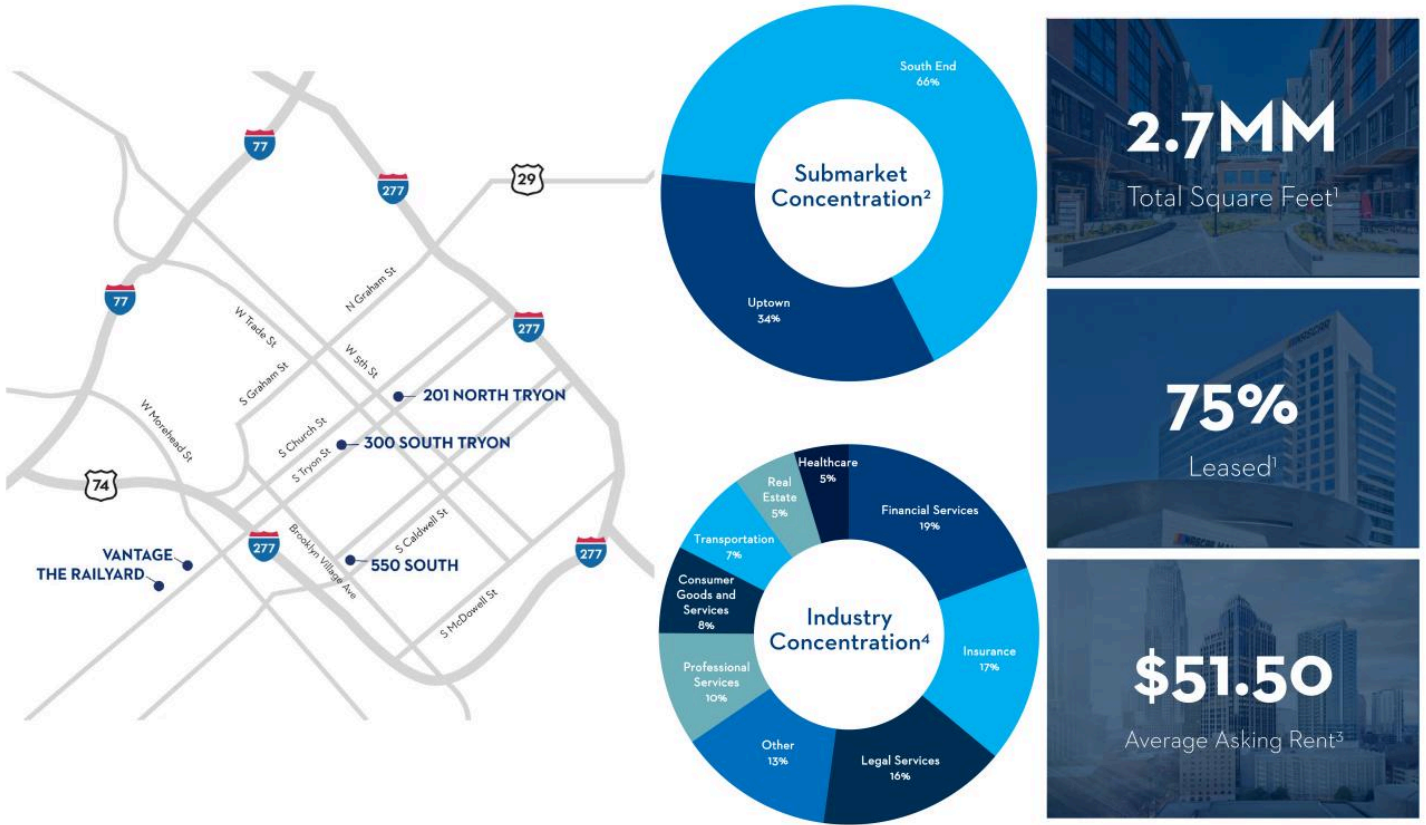 77
277
29
77
N Graham St
W Trade St
277
W 5th St
S Graham St
201 NORTH TRYON
W Morehead St
S Church St
300 SOUTH TRYON
S Tryon St
74
S Caldwell St
Brooklyn Village Ave
277
277
VANTAGE
550 SOUTH
THE RAILYARD
S McDowell St
South End
66%
Submarket
Concentration²
Uptown
34%
Healthcare
5%
Real
Estate
5%
Financial Services
19%
Transportation
7%
Consumer
Goods and
Services
8%
Industry
Concentration⁴
Insurance
17%
Professional
Services
10%
Other
13%
Legal Services
16%
2.7MM
Total Square Feet¹
NASCAR
75%
Leased¹
$51.50
Average Asking Rent³